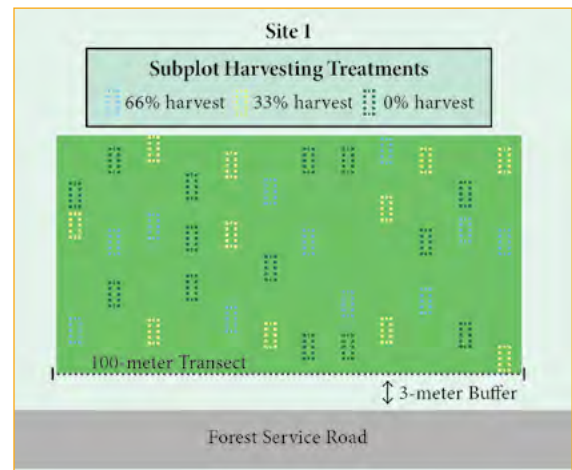 Site 1
Subplot Harvesting Treatments
66% harvest 33% harvest 0% harvest
100-meter Transect
3-meter Buffer
Forest Service Road